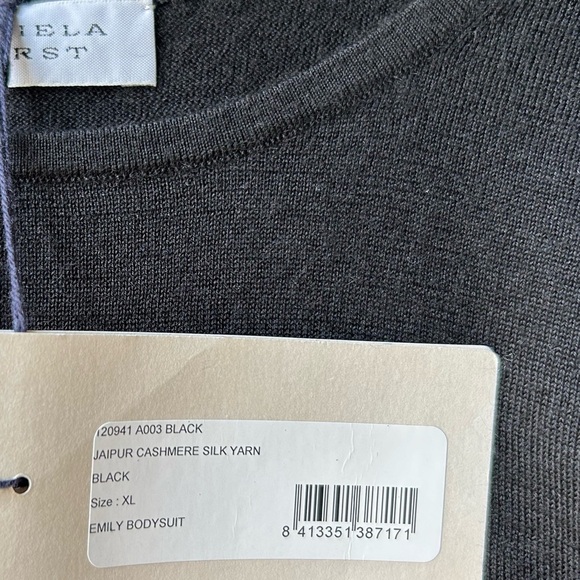 IELA
RST
120941 A003 BLACK
JAIPUR CASHMERE SILK YARN
BLACK
Size : XL
EMILY BODYSUIT
8 413351 387171